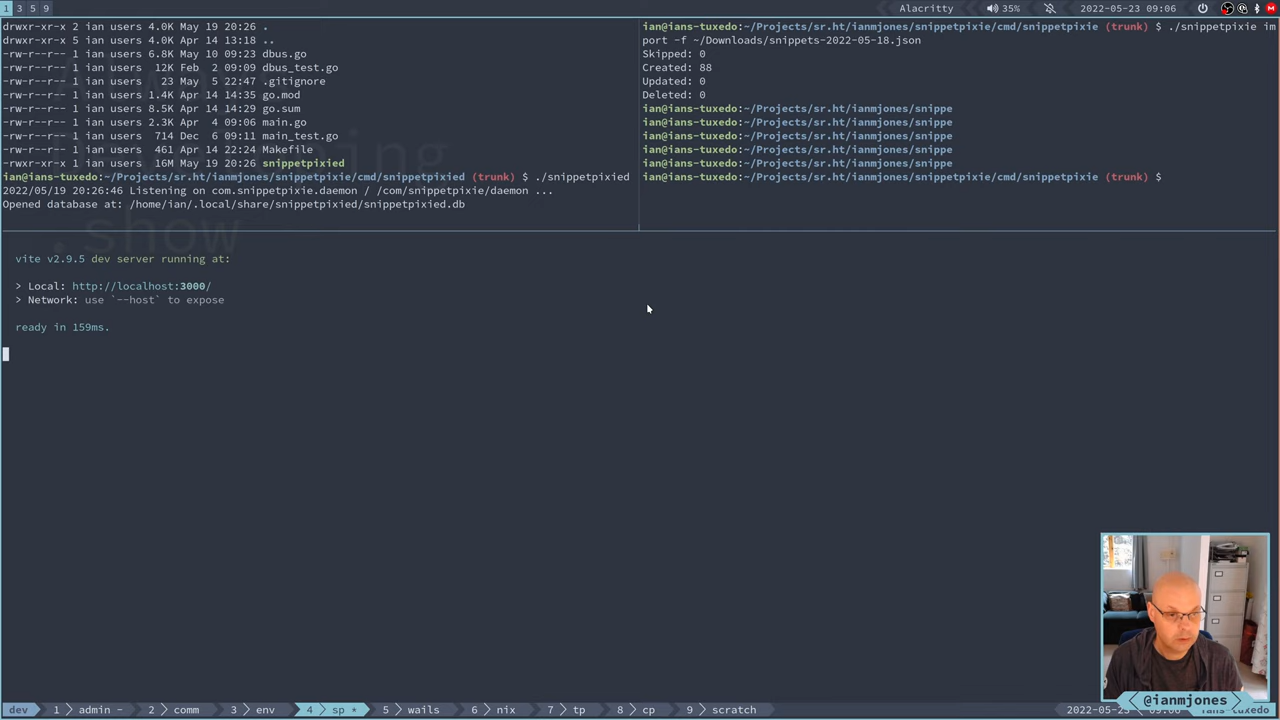 1 3 5 9
Alacritty 35% 2022-05-23 09:06
drwxr-xr-x 2 ian users 4.0K May 19 20:26 .
drwxr-xr-x 5 ian users 4.0K Apr 14 13:18 ..
-rw-r--r-- 1 ian users 6.8K May 10 09:23 dbus.go
-rw-r--r-- 1 ian users 12K Feb 2 09:09 dbus_test.go
-rw-r--r-- 1 ian users 23 May 5 22:47 .gitignore
-rw-r--r-- 1 ian users 1.4K Apr 14 14:35 go.mod
-rw-r--r-- 1 ian users 8.5K Apr 14 14:29 go.sum
-rw-r--r-- 1 ian users 2.3K Apr 4 09:06 main.go
-rw-r--r-- 1 ian users 714 Dec 6 09:11 main_test.go
-rw-r--r-- 1 ian users 461 Apr 14 22:24 Makefile
-rwxr-xr-x 1 ian users 16M May 19 20:26 snippetpixied
ian@ians-tuxedo:~/Projects/sr.ht/ianmjones/snippetpixie/cmd/snippetpixied (trunk) $ ./snippetpixied
2022/05/19 20:26:46 Listening on com.snippetpixie.daemon / /com/snippetpixie/daemon ...
Opened database at: /home/ian/.local/share/snippetpixied/snippetpixied.db
.show
ian@ians-tuxedo:~/Projects/sr.ht/ianmjones/snippetpixie/cmd/snippetpixie (trunk) $ ./snippetpixie im
port -f ~/Downloads/snippets-2022-05-18.json
Skipped: 0
Created: 88
Updated: 0
Deleted: 0
ian@ians-tuxedo:~/Projects/sr.ht/ianmjones/snippe
ian@ians-tuxedo:~/Projects/sr.ht/ianmjones/snippe
ian@ians-tuxedo:~/Projects/sr.ht/ianmjones/snippe
ian@ians-tuxedo:~/Projects/sr.ht/ianmjones/snippe
ian@ians-tuxedo:~/Projects/sr.ht/ianmjones/snippe
ian@ians-tuxedo:~/Projects/sr.ht/ianmjones/snippetpixie/cmd/snippetpixie (trunk) $
vite v2.9.5 dev server running at:
> Local: http://localhost:3000/
> Network: use `--host` to expose
ready in 159ms.
@ianmjones
dev 1 admin - 2 comm 3 env 4 sp * 5 wails 6 nix 7 tp 8 cp 9 scratch